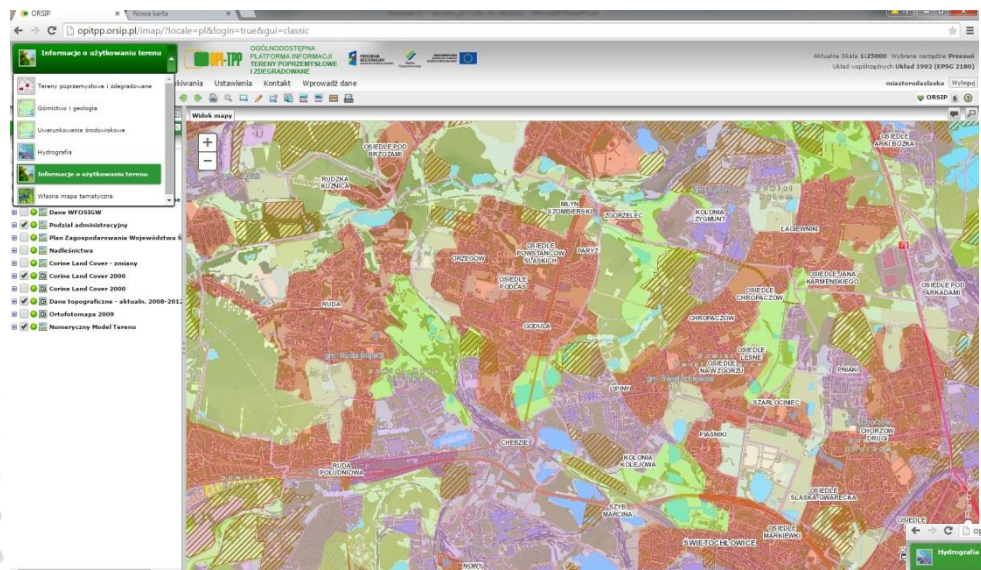 ORSIP
Nowa karta
opitpp.orsip.pl/imap/?locale=pl&login=true&gui=classic
Informacje o użytkowaniu terenu
OPI-TPP
OGÓLNODOSTĘPNA
PLATFORMA INFORMACJI
TERENY POPRZEMYSŁOWE
I ZDEGRADOWANE
PROGRAM
REGIONALNY
Aktualna Skala 1:25000 Wybrane narzędzie Przesuń
Układ współrzędnych Układ 1992 (EPSG 2180)
Ustawienia Kontakt Wprowadź dane
miastorudaslaska Wyloguj
ORSIP
Widok mapy
Tereny poprzemysłowe i zdegradowane
Górnictwo i geologia
Uwarunkowania środowiskowe
Hydrografia
Informacje o użytkowaniu terenu
Własna mapa tematyczna
Dane WFOSIGW
Podział administracyjny
Plan Zagospodarowania Województwa Ś
Nadleśnictwa
Corine Land Cover - zmiany
Corine Land Cover 2006
Corine Land Cover 2000
Dane topograficzne - aktualn. 2008-2012
Ortofotomapa 2009
Numeryczny Model Terenu
+
−
OSIEDLE POD
BRZOZAMI
OSIEDLE
ARKI BOŻKA
RUDZKA
KUŹNICA
MŁYN
SZOMBIERSKI
ZGORZELEC
KOLONIA
ZYGMUNT
ŁAGIEWNIKI
ORZEGÓW
OSIEDLE
POWSTAŃCÓW
ŚLĄSKICH
PARYŻ
OSIEDLE
PODLAS
OSIEDLE JANA
KARMEŃSKIEGO
OSIEDLE POD
ARKADAMI
OSIEDLE
CHROPACZÓW
RUDA
GODULA
CHROPACZÓW
gm. Ruda Śląska
OSIEDLE
LEŚNE
OSIEDLE
NA WZGÓRZU
gm. Świętochłowice
PNIAKI
LIPINY
SZARŁOCINIEC
CHORZÓW
DRUGI
PIAŚNIKI
CHEBZIE
KOLONIA
KOLEJOWA
RUDA
POŁUDNIOWA
OSIEDLE
ŚLĄSKA-GWARECKA
SZYB
MARCINA
OSIEDLE
OSIEDLE
MARKIEWKI
ŚWIĘTOCHŁOWICE
NOWY
Hydrografia